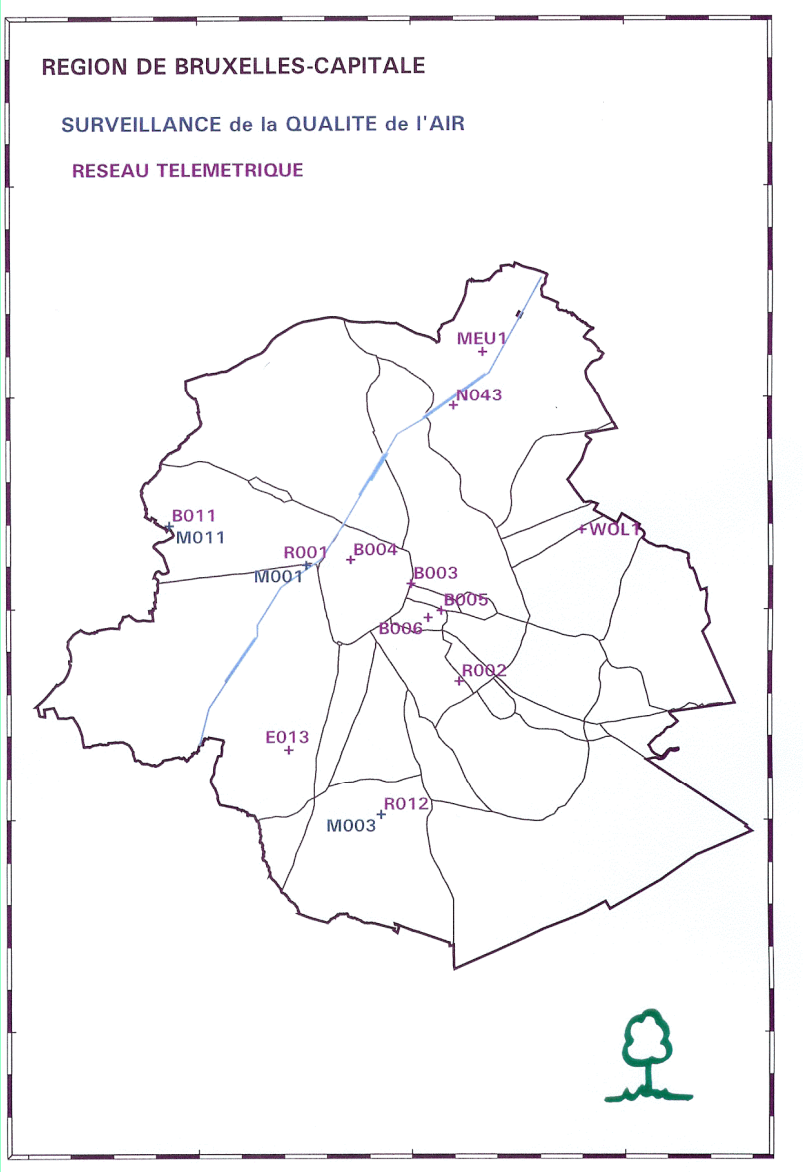 REGION DE BRUXELLES-CAPITALE
SURVEILLANCE de la QUALITE de l'AIR
RESEAU TELEMETRIQUE
MEU1
N043
B011
M011
WOL1
R001
B004
M001
B003
B005
B006
R002
E013
R012
M003